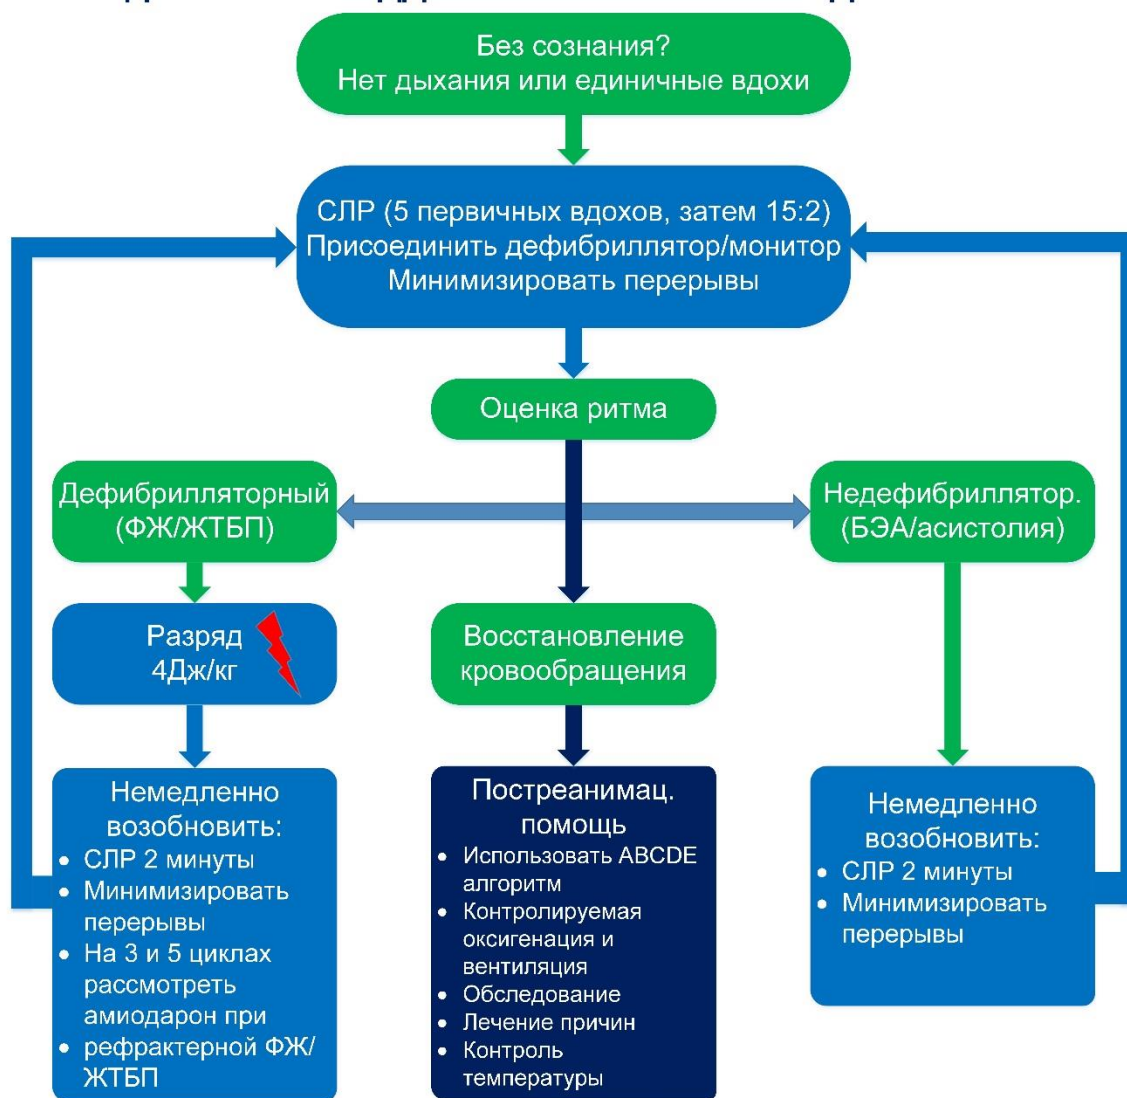 Без сознания?
Нет дыхания или единичные вдохи
СЛР (5 первичных вдохов, затем 15:2)
Присоединить дефибриллятор/монитор
Минимизировать перерывы
Оценка ритма
Дефибрилляторный
(ФЖ/ЖТБП)
Недефибриллятор.
(БЭА/асистолия)
Разряд
4Дж/кг
Восстановление
кровообращения
Немедленно
возобновить:
• СЛР 2 минуты
• Минимизировать
перерывы
• На 3 и 5 циклах
рассмотреть
амиодарон при
• рефрактерной ФЖ/
ЖТБП
Постреанимац.
помощь
• Использовать ABCDE
алгоритм
• Контролируемая
оксигенация и
вентиляция
• Обследование
• Лечение причин
• Контроль
температуры
Немедленно
возобновить:
• СЛР 2 минуты
• Минимизировать
перерывы